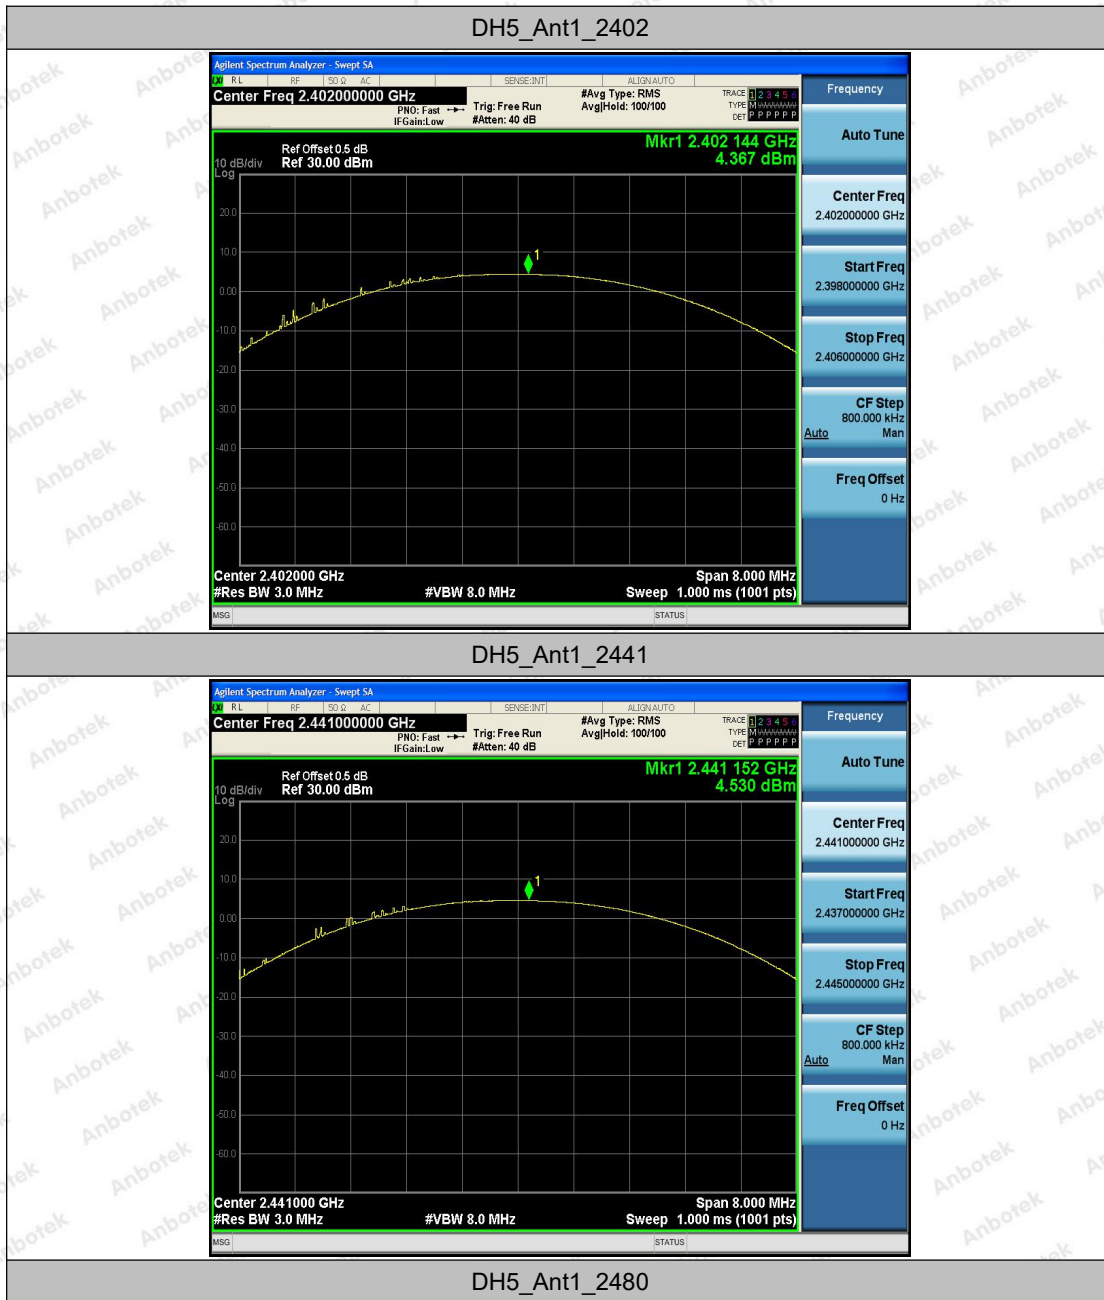 DH5_Ant1_2402
Agilent Spectrum Analyzer - Swept SA
RL RF 50 Ω AC SENSE:INT ALIGNAUTO
Center Freq 2.402000000 GHz
PNO: Fast
IFGain:Low
Trig: Free Run
#Atten: 40 dB
#Avg Type: RMS
Avg|Hold: 100/100
TRACE 1 2 3 4 5 6
TYPE M
DET P P P P P P
Frequency
Mkr1 2.402 144 GHz
4.367 dBm
Ref Offset 0.5 dB
10 dB/div Ref 30.00 dBm
Log
20.0
10.0
0.00
-10.0
-20.0
-30.0
-40.0
-50.0
-60.0
1
Center 2.402000 GHz Span 8.000 MHz
#Res BW 3.0 MHz #VBW 8.0 MHz Sweep 1.000 ms (1001 pts)
MSG STATUS
Auto Tune
Center Freq
2.402000000 GHz
Start Freq
2.398000000 GHz
Stop Freq
2.406000000 GHz
CF Step
800.000 kHz
Auto Man
Freq Offset
0 Hz
DH5_Ant1_2441
Agilent Spectrum Analyzer - Swept SA
RL RF 50 Ω AC SENSE:INT ALIGNAUTO
Center Freq 2.441000000 GHz
PNO: Fast
IFGain:Low
Trig: Free Run
#Atten: 40 dB
#Avg Type: RMS
Avg|Hold: 100/100
TRACE 1 2 3 4 5 6
TYPE M
DET P P P P P P
Frequency
Mkr1 2.441 152 GHz
4.530 dBm
Ref Offset 0.5 dB
10 dB/div Ref 30.00 dBm
Log
20.0
10.0
0.00
-10.0
-20.0
-30.0
-40.0
-50.0
-60.0
1
Center 2.441000 GHz Span 8.000 MHz
#Res BW 3.0 MHz #VBW 8.0 MHz Sweep 1.000 ms (1001 pts)
MSG STATUS
Auto Tune
Center Freq
2.441000000 GHz
Start Freq
2.437000000 GHz
Stop Freq
2.445000000 GHz
CF Step
800.000 kHz
Auto Man
Freq Offset
0 Hz
DH5_Ant1_2480
Anbotek